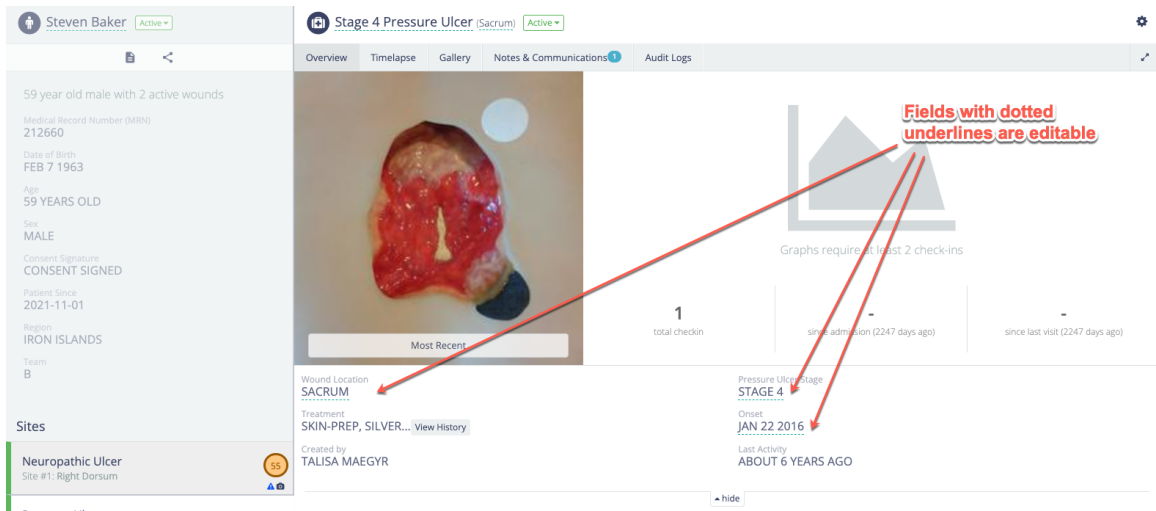 Steven Baker Active
59 year old male with 2 active wounds
Medical Record Number (MRN)
212660
Date of Birth
FEB 7 1963
Age
59 YEARS OLD
Sex
MALE
Consent Signature
CONSENT SIGNED
Patient Since
2021-11-01
Region
IRON ISLANDS
Team
B
Sites
Neuropathic Ulcer
Site #1: Right Dorsum
55
Stage 4 Pressure Ulcer (Sacrum) Active
Overview Timelapse Gallery Notes & Communications 1 Audit Logs
Most Recent
Fields with dotted
underlines are editable
Graphs require at least 2 check-ins
1
total checkin
-
since admission (2247 days ago)
-
since last visit (2247 days ago)
Wound Location
SACRUM
Treatment
SKIN-PREP, SILVER... View History
Created by
TALISA MAEGYR
Pressure Ulcer Stage
STAGE 4
Onset
JAN 22 2016
Last Activity
ABOUT 6 YEARS AGO
hide